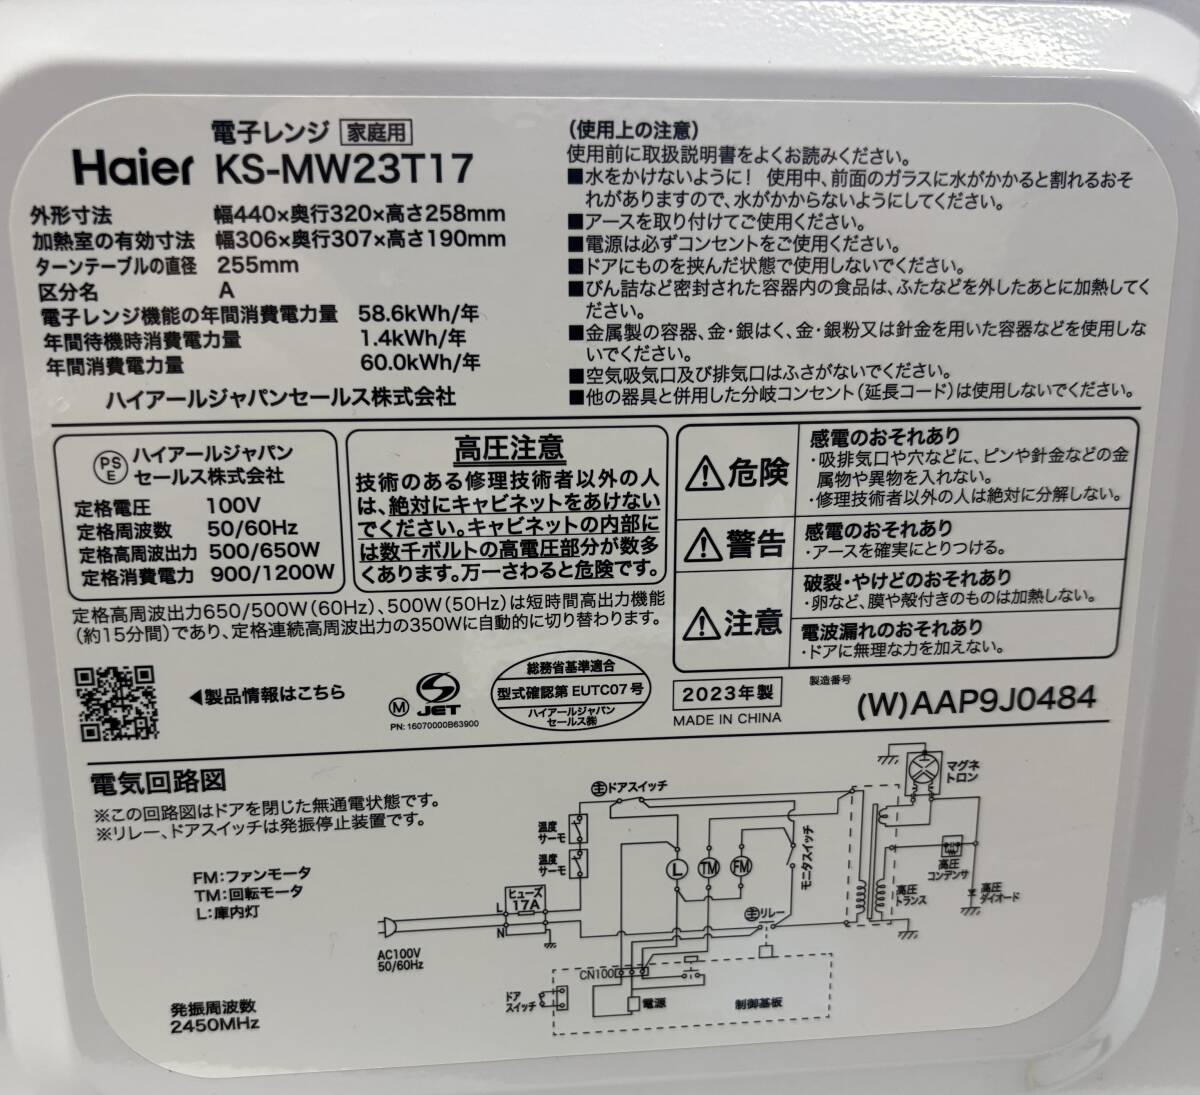 電子レンジ 家庭用
Haier KS-MW23T17
外形寸法 幅440×奥行320×高さ258mm
加熱室の有効寸法 幅306×奥行307×高さ190mm
ターンテーブルの直径 255mm
区分名 A
電子レンジ機能の年間消費電力量 58.6kWh/年
年間待機時消費電力量 1.4kWh/年
年間消費電力量 60.0kWh/年
ハイアールジャパンセールス株式会社
(使用上の注意)
使用前に取扱説明書をよくお読みください。
■水をかけないように! 使用中、前面のガラスに水がかかると割れるおそ
れがありますので、水がかからないようにしてください。
■アースを取り付けてご使用ください。
■電源は必ずコンセントをご使用ください。
■ドアにものを挟んだ状態で使用しないでください。
■びん詰など密封された容器内の食品は、ふたなどを外したあとに加熱してく
ださい。
■金属製の容器、金・銀はく、金・銀粉又は針金を用いた容器などを使用しな
いでください。
■空気吸気口及び排気口はふさがないでください。
■他の器具と併用した分岐コンセント(延長コード)は使用しないでください。
PS
E
ハイアールジャパン
セールス株式会社
定格電圧 100V
定格周波数 50/60Hz
定格高周波出力 500/650W
定格消費電力 900/1200W
高圧注意
技術のある修理技術者以外の人
は、絶対にキャビネットをあけない
でください。キャビネットの内部に
は数千ボルトの高電圧部分が数多
くあります。万一さわると危険です。
⚠危険
感電のおそれあり
・吸排気口や穴などに、ピンや針金などの金
属物や異物を入れない。
・修理技術者以外の人は絶対に分解しない。
⚠警告
感電のおそれあり
・アースを確実にとりつける。
⚠注意
破裂・やけどのおそれあり
・卵など、膜や殻付きのものは加熱しない。
電波漏れのおそれあり
・ドアに無理な力を加えない。
定格高周波出力650/500W(60Hz)、500W(50Hz)は短時間高出力機能
(約15分間)であり、定格連続高周波出力の350Wに自動的に切り替わります。
◀製品情報はこちら
M JET
PN: 16070000B63900
総務省基準適合
型式確認第 EUTC07 号
ハイアールジャパン
セールス㈱
2023年製
MADE IN CHINA
製造番号
(W)AAP9J0484
電気回路図
※この回路図はドアを閉じた無通電状態です。
※リレー、ドアスイッチは発振停止装置です。
FM:ファンモータ
TM:回転モータ
L:庫内灯
発振周波数
2450MHz
AC100V
50/60Hz
L
N
ヒューズ
17A
温度
サーモ
温度
サーモ
主ドアスイッチ
L
TM
FM
モニタスイッチ
主リレー
CN100
ドア
スイッチ
電源
制御基板
マグネ
トロン
高圧
コンデンサ
高圧
トランス
高圧
ダイオード